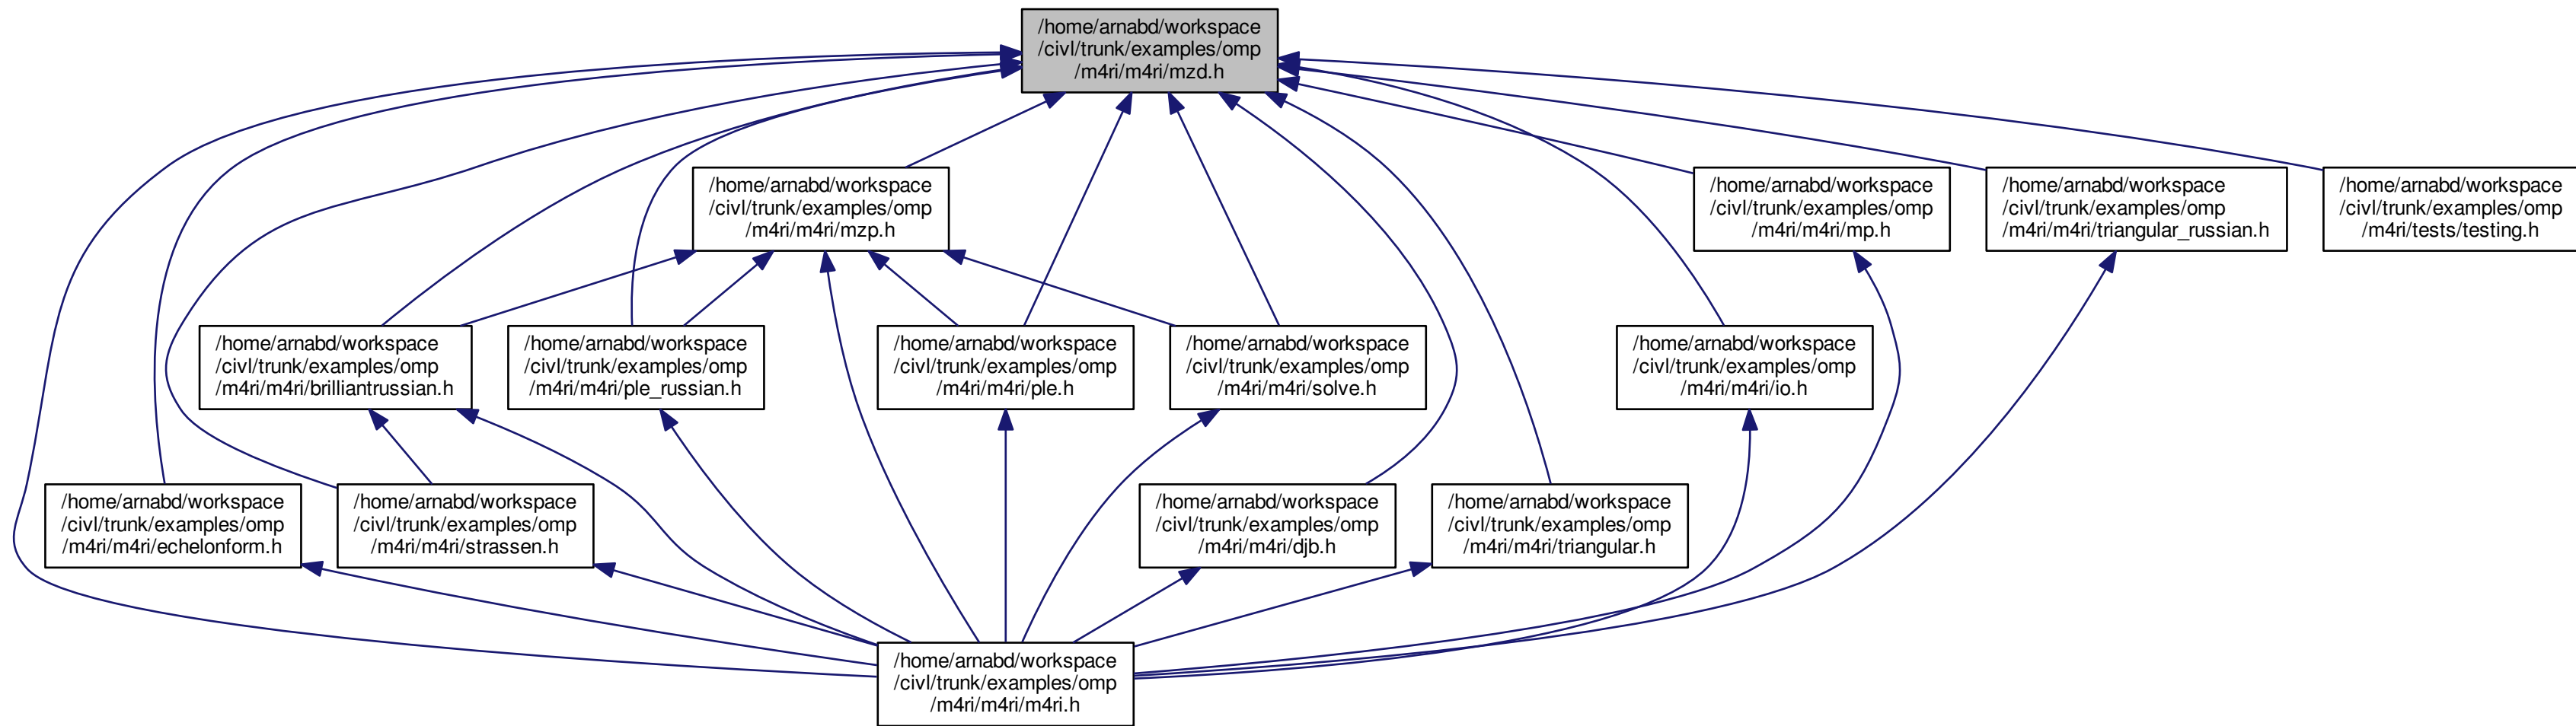 /home/arnabd/workspace
/civl/trunk/examples/omp
/m4ri/m4ri/mzd.h
/home/arnabd/workspace
/civl/trunk/examples/omp
/m4ri/m4ri/mzp.h
/home/arnabd/workspace
/civl/trunk/examples/omp
/m4ri/m4ri/mp.h
/home/arnabd/workspace
/civl/trunk/examples/omp
/m4ri/m4ri/triangular_russian.h
/home/arnabd/workspace
/civl/trunk/examples/omp
/m4ri/tests/testing.h
/home/arnabd/workspace
/civl/trunk/examples/omp
/m4ri/m4ri/brilliantrussian.h
/home/arnabd/workspace
/civl/trunk/examples/omp
/m4ri/m4ri/ple_russian.h
/home/arnabd/workspace
/civl/trunk/examples/omp
/m4ri/m4ri/ple.h
/home/arnabd/workspace
/civl/trunk/examples/omp
/m4ri/m4ri/solve.h
/home/arnabd/workspace
/civl/trunk/examples/omp
/m4ri/m4ri/io.h
/home/arnabd/workspace
/civl/trunk/examples/omp
/m4ri/m4ri/echelonform.h
/home/arnabd/workspace
/civl/trunk/examples/omp
/m4ri/m4ri/strassen.h
/home/arnabd/workspace
/civl/trunk/examples/omp
/m4ri/m4ri/djb.h
/home/arnabd/workspace
/civl/trunk/examples/omp
/m4ri/m4ri/triangular.h
/home/arnabd/workspace
/civl/trunk/examples/omp
/m4ri/m4ri/m4ri.h